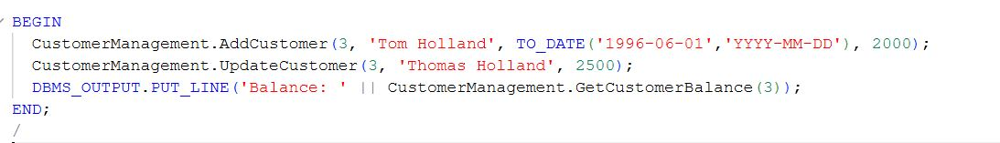 BEGIN
  CustomerManagement.AddCustomer(3, 'Tom Holland', TO_DATE('1996-06-01','YYYY-MM-DD'), 2000);
  CustomerManagement.UpdateCustomer(3, 'Thomas Holland', 2500);
  DBMS_OUTPUT.PUT_LINE('Balance: ' || CustomerManagement.GetCustomerBalance(3));
END;
/